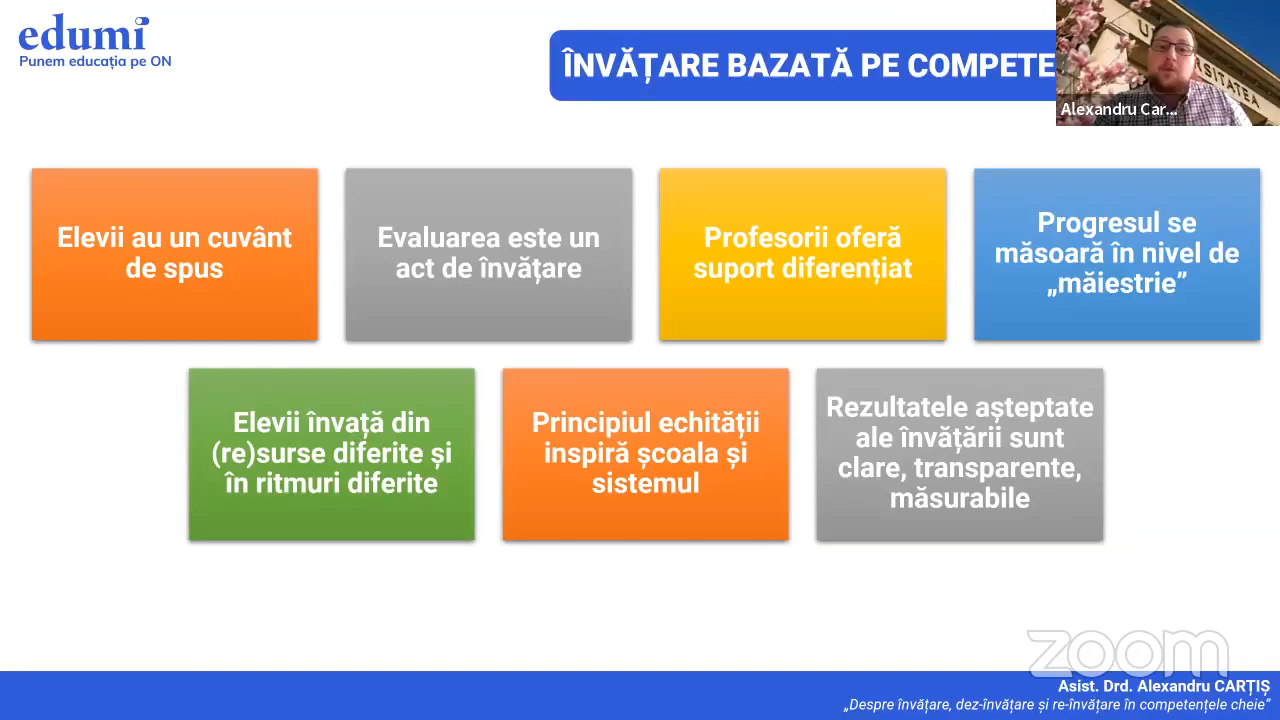 edumi
Punem educația pe ON
ÎNVĂȚARE BAZATĂ PE COMPETE
UNIVERSITATEA
Alexandru Car...
Elevii au un cuvânt
de spus
Evaluarea este un
act de învățare
Profesorii oferă
suport diferențiat
Progresul se
măsoară în nivel de
„măiestrie”
Elevii învață din
(re)surse diferite și
în ritmuri diferite
Principiul echității
inspiră școala și
sistemul
Rezultatele așteptate
ale învățării sunt
clare, transparente,
măsurabile
zoom
Asist. Drd. Alexandru CARȚIȘ
„Despre învățare, dez-învățare și re-învățare în competențele cheie”